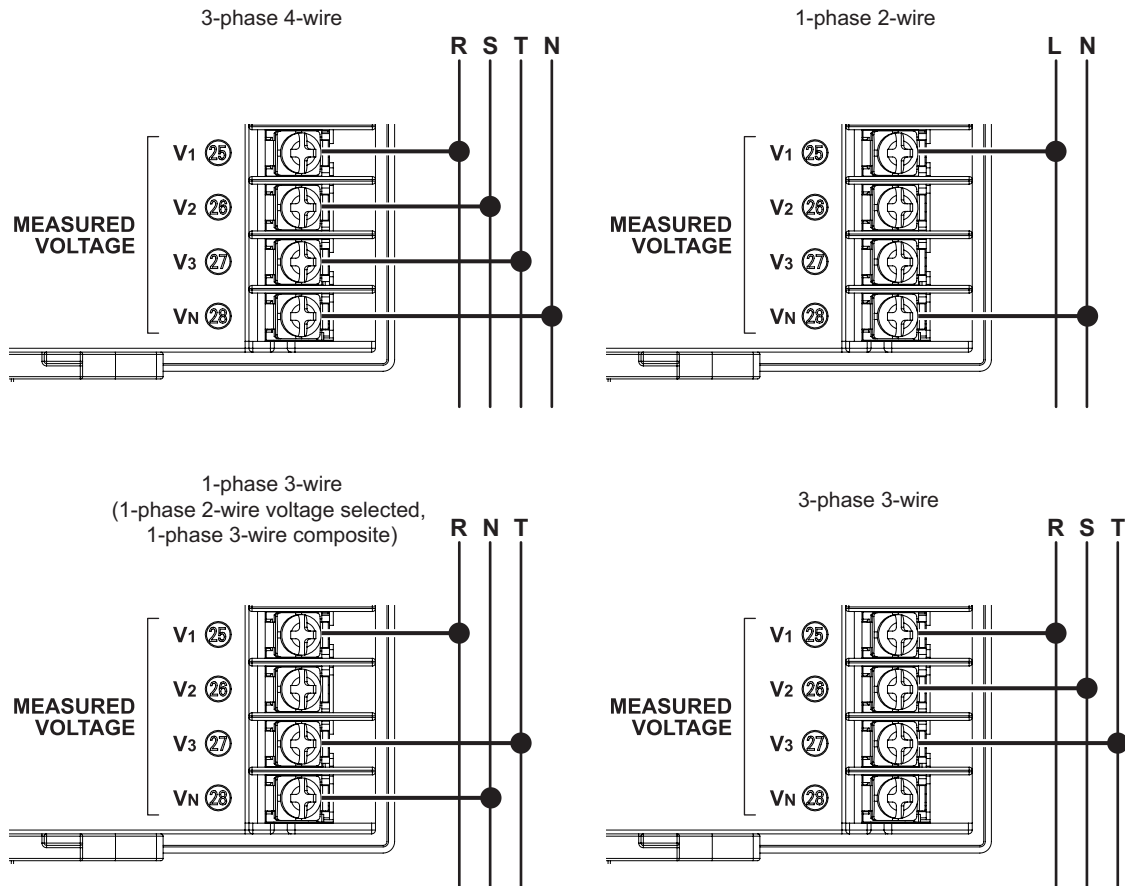 3-phase 4-wire
R S T N
V1 25
V2 26
MEASURED
VOLTAGE
V3 27
VN 28
1-phase 2-wire
L N
V1 25
V2 26
MEASURED
VOLTAGE
V3 27
VN 28
1-phase 3-wire
(1-phase 2-wire voltage selected,
1-phase 3-wire composite)
R N T
V1 25
V2 26
MEASURED
VOLTAGE
V3 27
VN 28
3-phase 3-wire
R S T
V1 25
V2 26
MEASURED
VOLTAGE
V3 27
VN 28